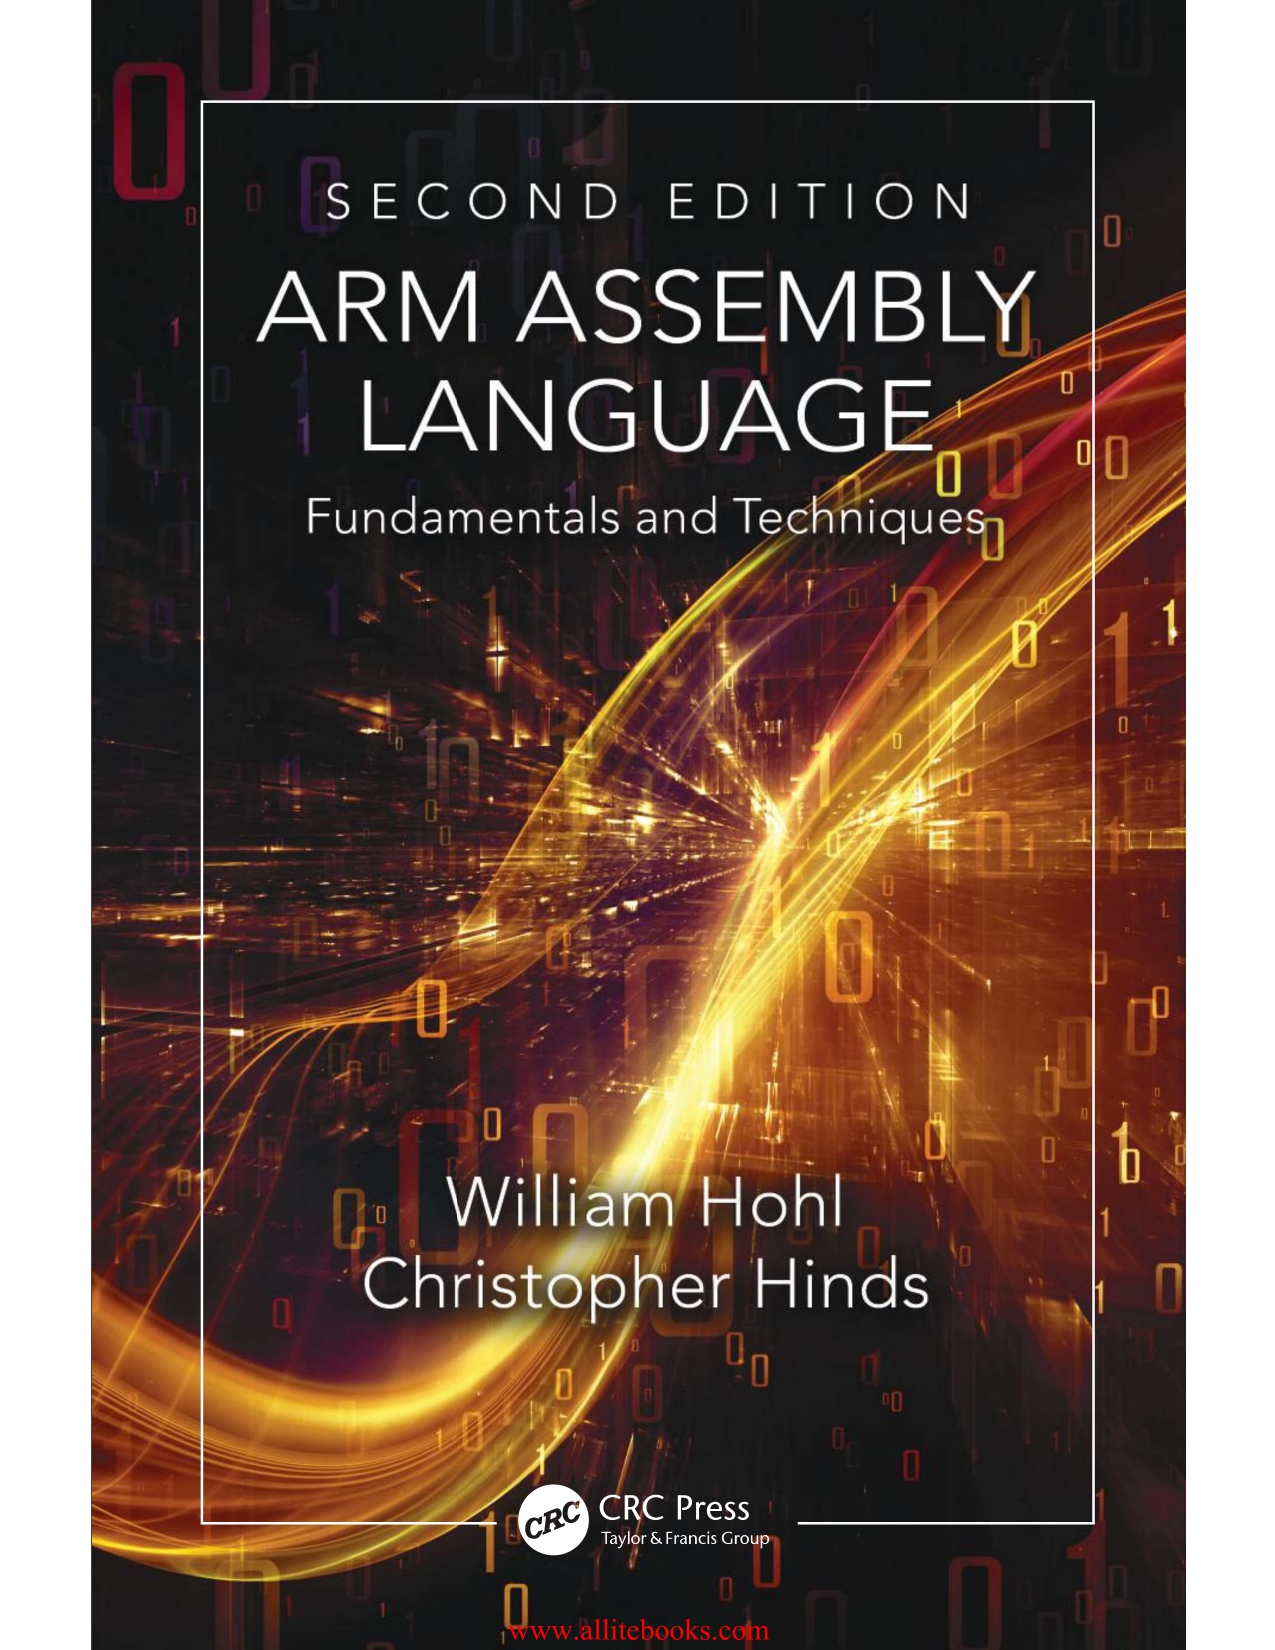 SECOND EDITION
ARM ASSEMBLY
LANGUAGE
Fundamentals and Techniques
William Hohl
Christopher Hinds
CRC
CRC Press
Taylor & Francis Group
www.allitebooks.com